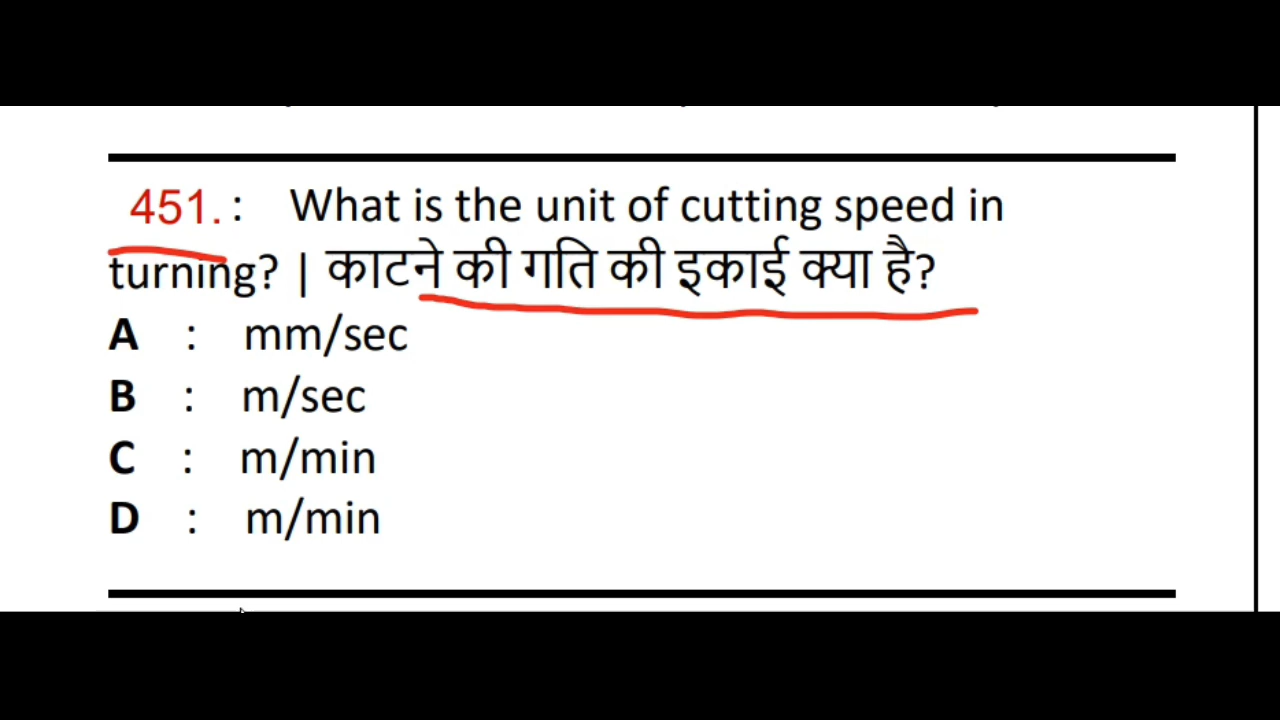 451. : What is the unit of cutting speed in
turning? | काटने की गति की इकाई क्या है?
A : mm/sec
B : m/sec
C : m/min
D : m/min